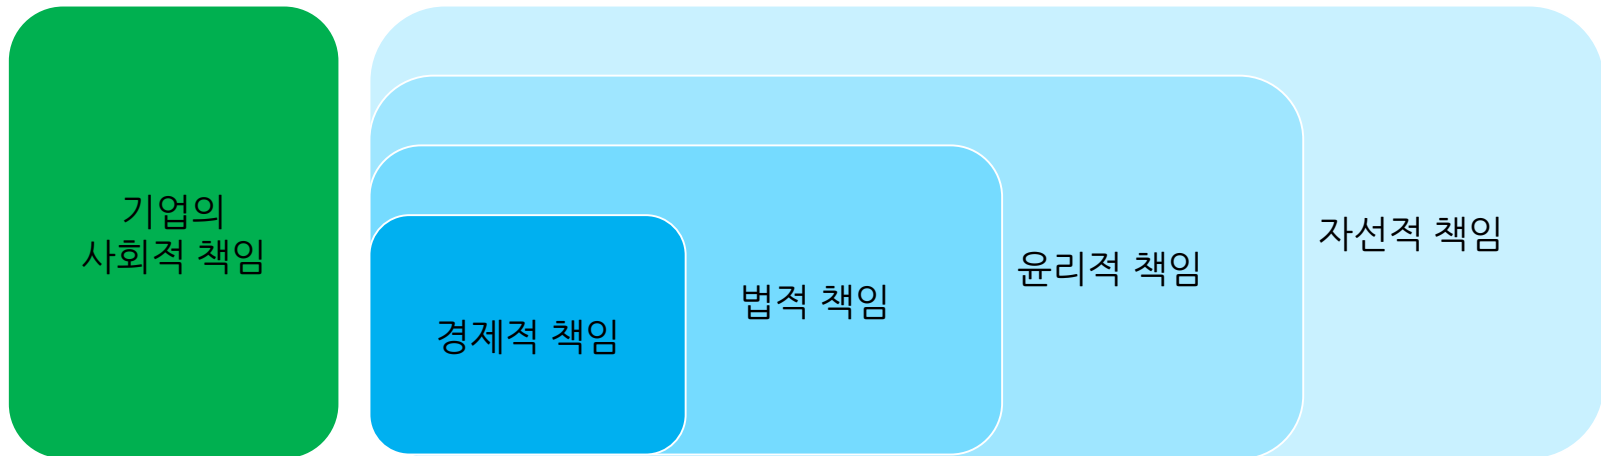 기업의
사회적 책임
경제적 책임
법적 책임
윤리적 책임
자선적 책임